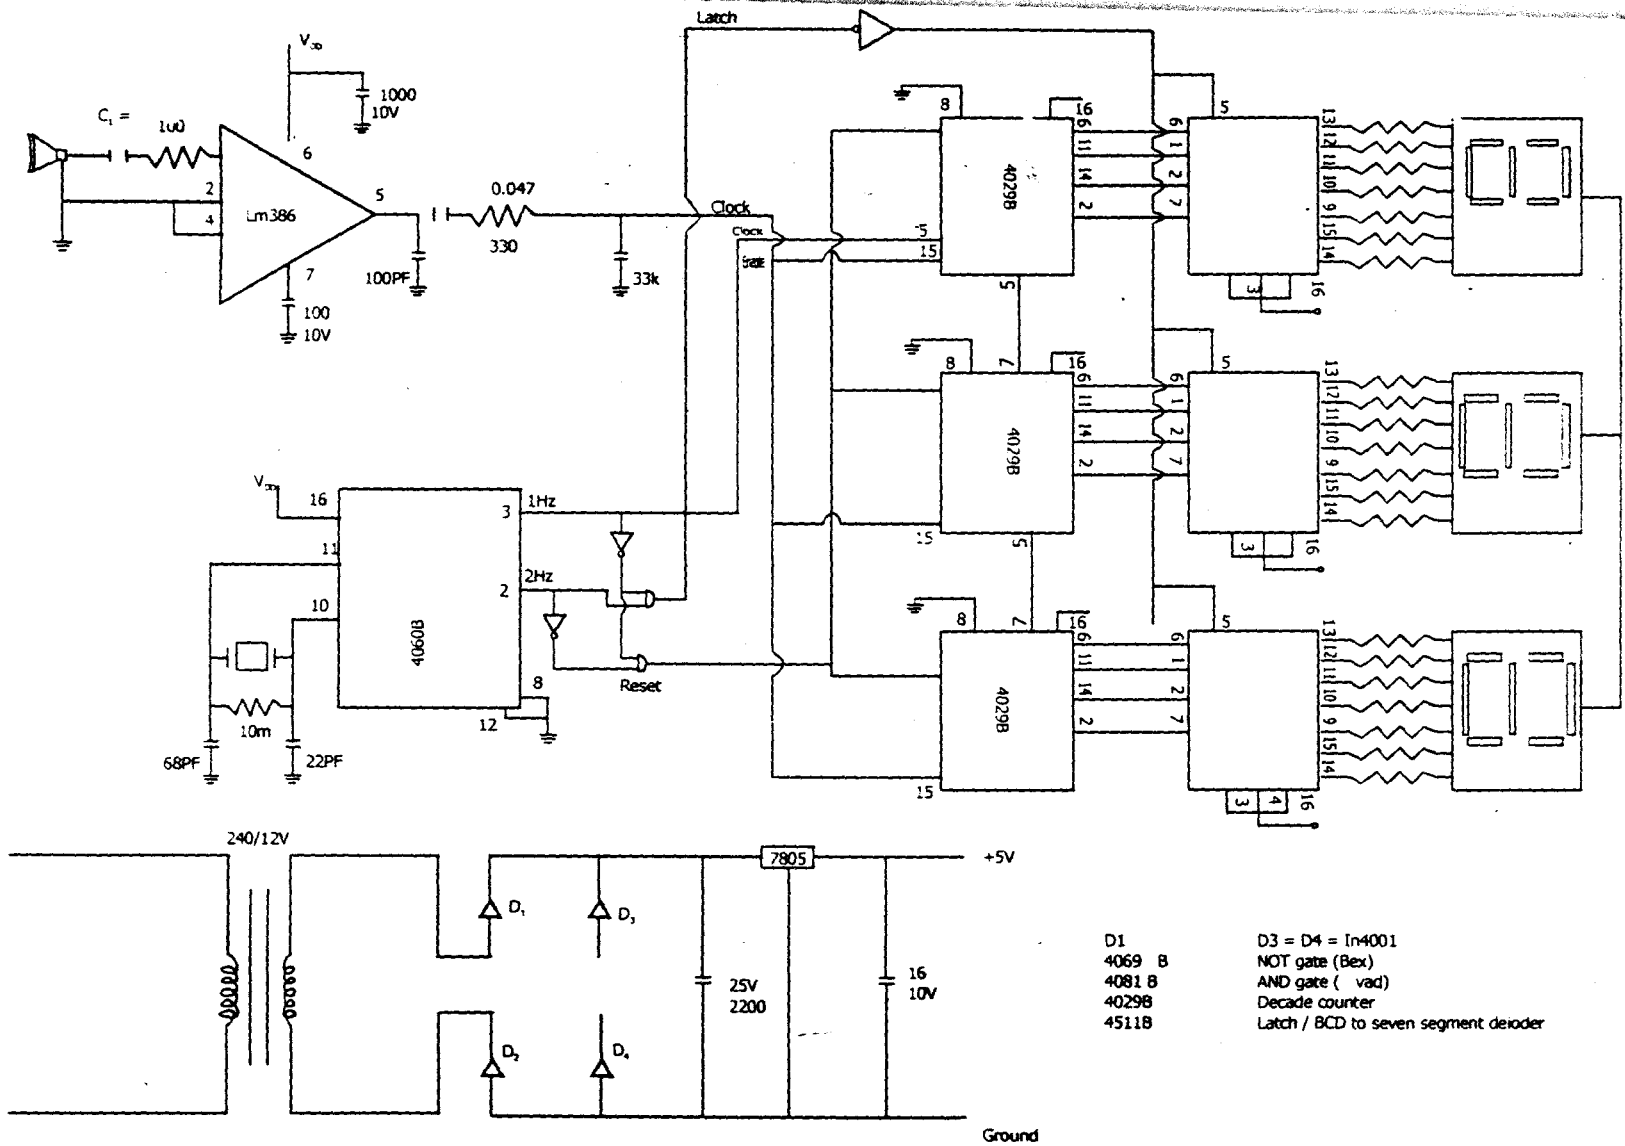 Latch
V_DD
1000
10V
C₁ =
1u0
6
2
4
Lm386
5
7
100
10V
100PF
0.047
330
33k
Clock
Clock
8
16
4029B
6
11
14
2
5
15
5
6
1
2
7
5
3
16
13
12
11
10
9
15
14
8
7
16
4029B
6
11
14
2
15
5
6
1
2
7
5
3
16
13
12
11
10
9
15
14
8
7
16
4029B
6
11
14
2
15
6
1
2
7
5
3
4
16
13
12
11
10
9
15
14
V_DD
16
11
10
4060B
3
1Hz
2
2Hz
8
12
Reset
10m
68PF
22PF
240/12V
D₁
D₃
D₂
D₄
25V
2200
7805
16
10V
+5V
Ground
D1 D3 = D4 = In4001
4069 B NOT gate (Bex)
4081 B AND gate ( vad)
4029B Decade counter
4511B Latch / BCD to seven segment deioder